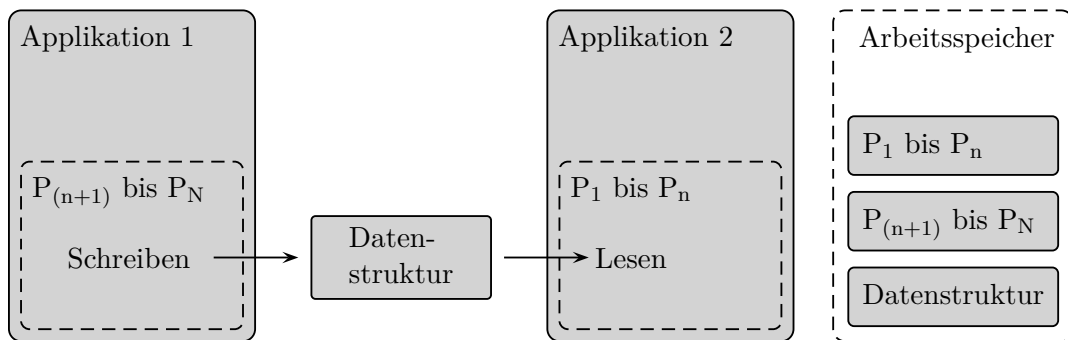 Applikation 1
P(n+1) bis PN
Schreiben
Daten-
struktur
Applikation 2
P1 bis Pn
Lesen
Arbeitsspeicher
P1 bis Pn
P(n+1) bis PN
Datenstruktur